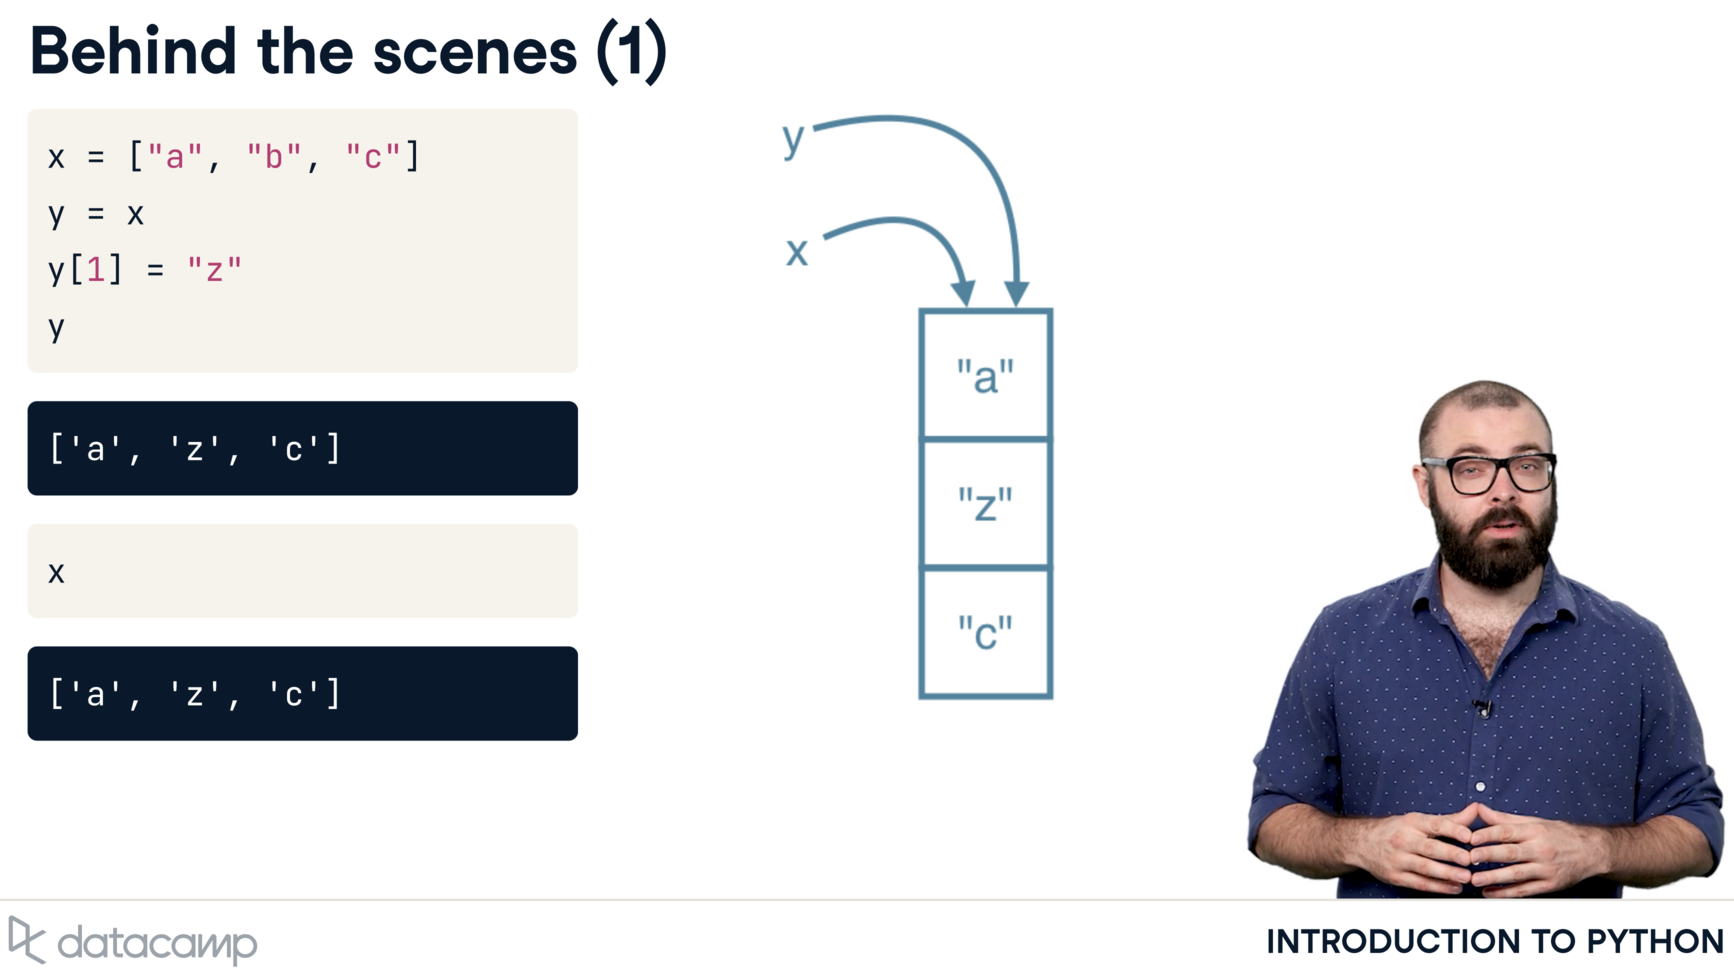 Behind the scenes (1)
x = ["a", "b", "c"]
y = x
y[1] = "z"
y
['a', 'z', 'c']
x
['a', 'z', 'c']
y
x
"a"
"z"
"c"
datacamp
INTRODUCTION TO PYTHON